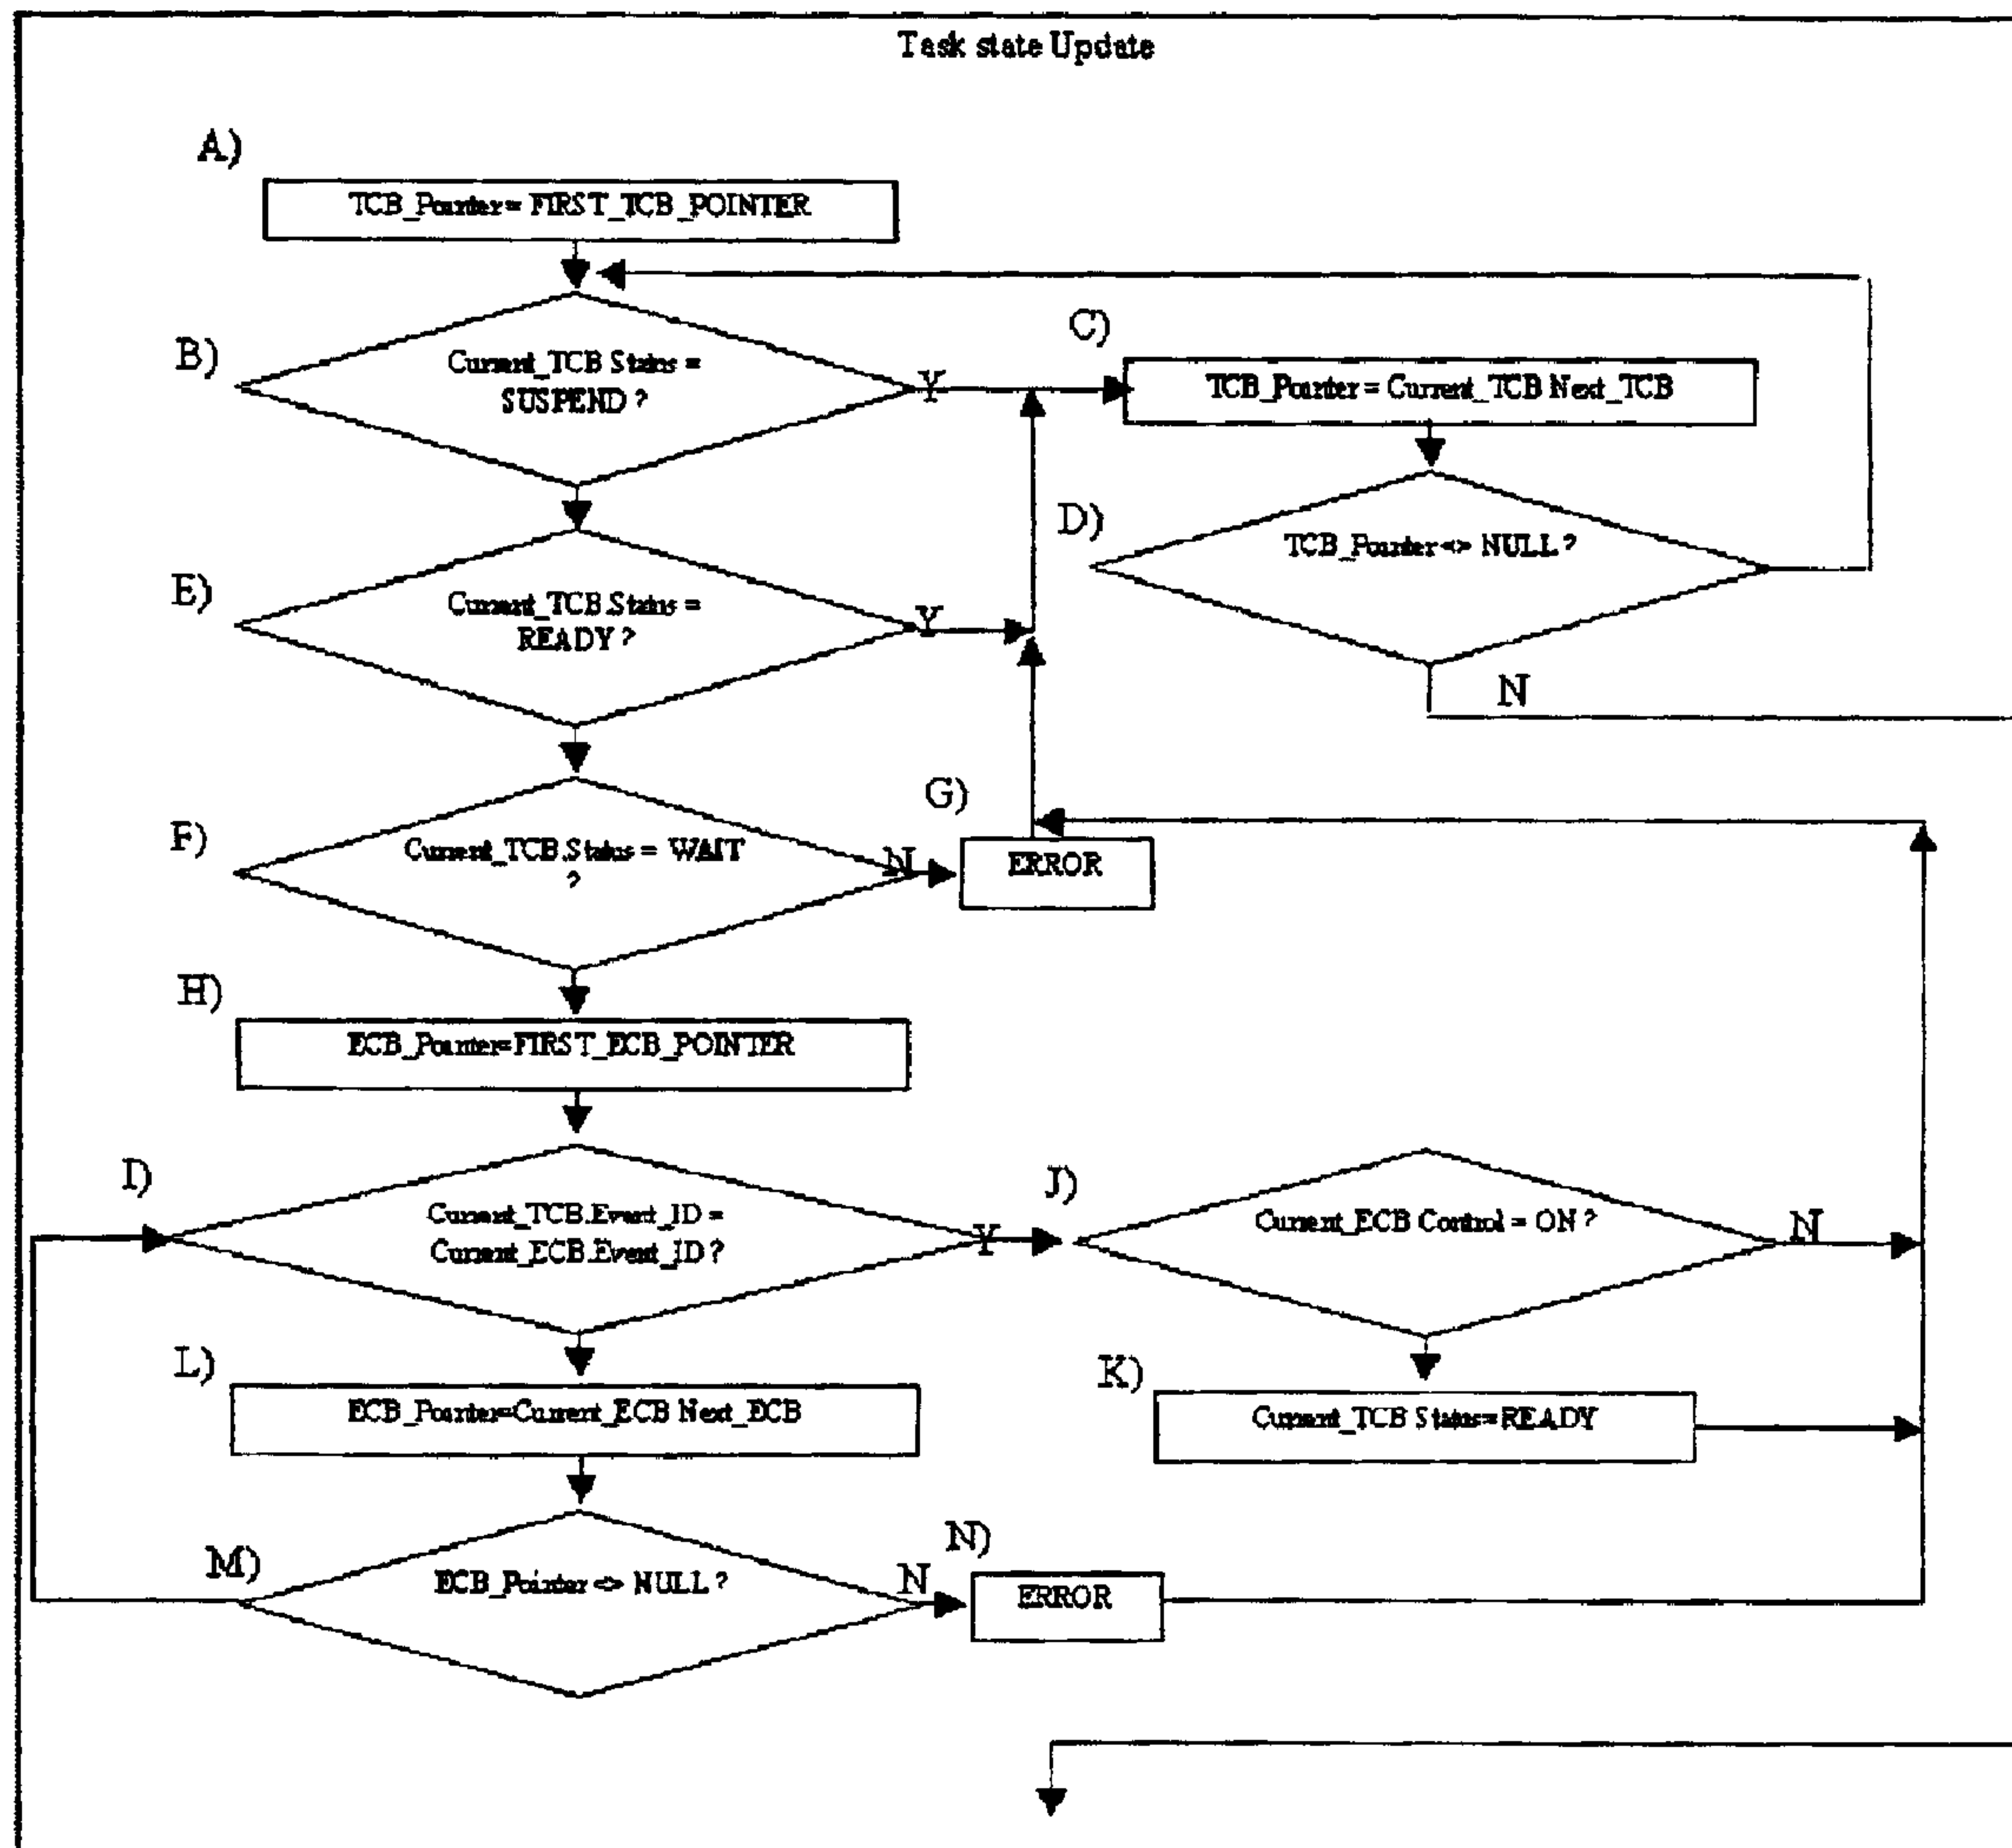 Task state Update
A)
TCB_Pointer= FIRST_TCB_POINTER
B)
Current_TCB Status =
SUSPEND ?
Y
C)
TCB_Pointer = Current_TCB Next_TCB
D)
TCB_Pointer <> NULL ?
N
E)
Current_TCB.Status =
READY ?
Y
F)
Current_TCB.Status = WAIT
?
N
G)
ERROR
H)
ECB_Pointer=FIRST_ECB_POINTER
I)
Current_TCB.Event_ID =
Current_ECB.Event_ID ?
Y
J)
Current_ECB Control = ON ?
N
K)
Current_TCB Status=READY
L)
ECB_Pointer=Current_ECB Next_ECB
M)
ECB_Pointer <> NULL ?
N
N)
ERROR